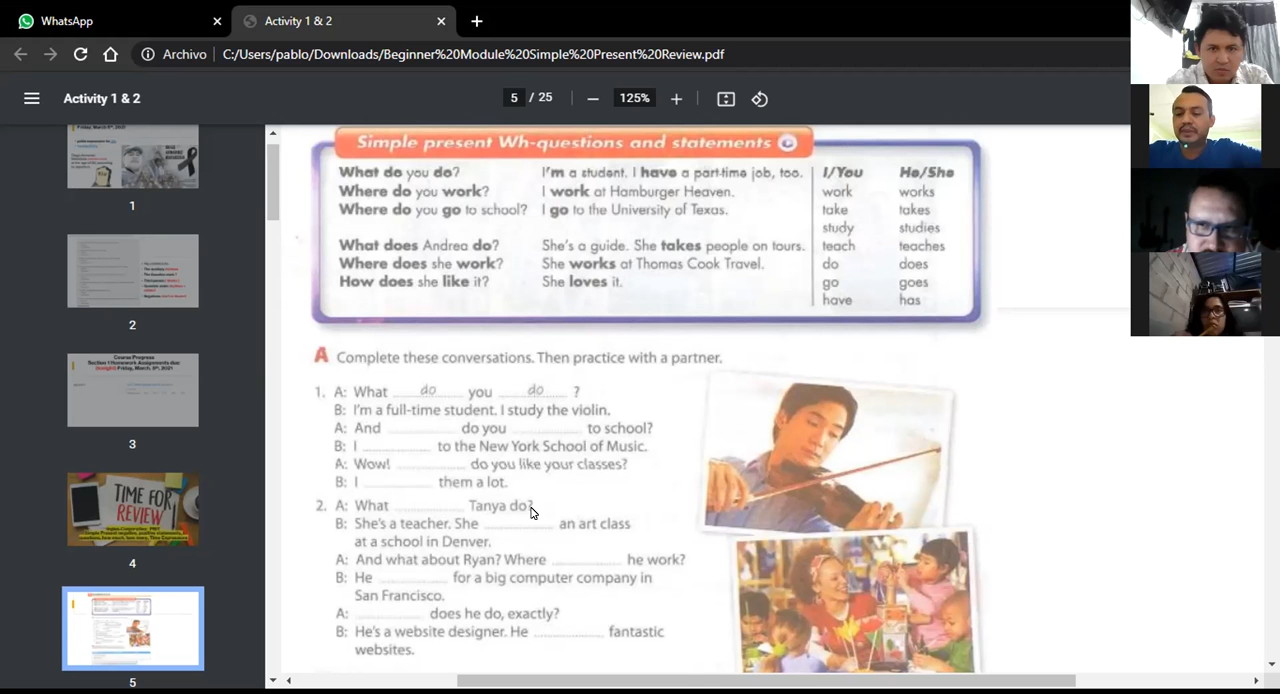 WhatsApp
Activity 1 & 2
Archivo
C:/Users/pablo/Downloads/Beginner%20Module%20Simple%20Present%20Review.pdf
Activity 1 & 2
5 / 25
125%
1
2
Course Progress
3
TIME FOR
REVIEW
4
5
Simple present Wh-questions and statements
What do you do? I'm a student. I have a part-time job, too. I/You He/She
Where do you work? I work at Hamburger Heaven. work works
Where do you go to school? I go to the University of Texas. take takes
study studies
What does Andrea do? She's a guide. She takes people on tours. teach teaches
Where does she work? She works at Thomas Cook Travel. do does
How does she like it? She loves it. go goes
have has
A Complete these conversations. Then practice with a partner.
1. A: What do you do ?
B: I'm a full-time student. I study the violin.
A: And do you to school?
B: I to the New York School of Music.
A: Wow! do you like your classes?
B: I them a lot.
2. A: What Tanya do?
B: She's a teacher. She an art class
at a school in Denver.
A: And what about Ryan? Where he work?
B: He for a big computer company in
San Francisco.
A: does he do, exactly?
B: He's a website designer. He fantastic
websites.